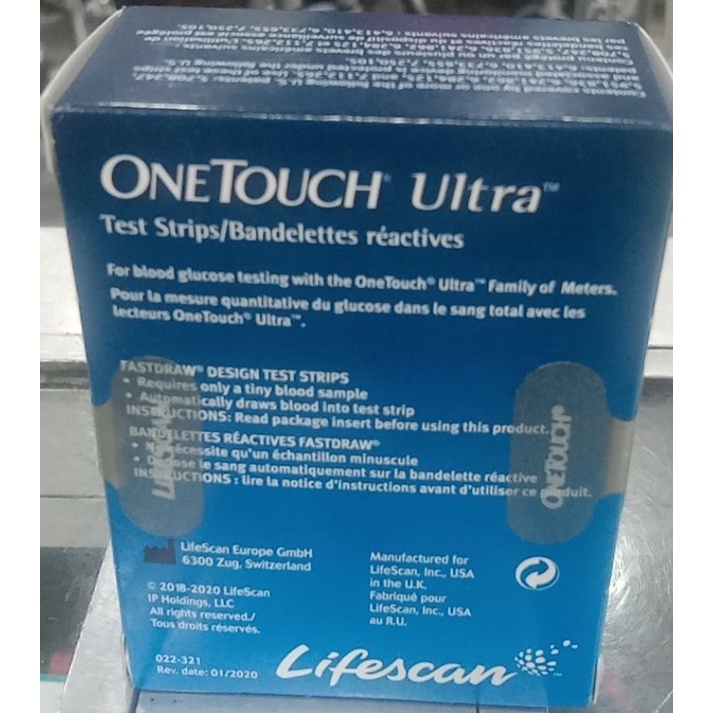 ONETOUCH® Ultra™
Test Strips/Bandelettes réactives
For blood glucose testing with the OneTouch® Ultra™ Family of Meters.
Pour la mesure quantitative du glucose dans le sang total avec les
lecteurs OneTouch® Ultra™.
FASTDRAW® DESIGN TEST STRIPS
• Requires only a tiny blood sample
• Automatically draws blood into test strip
INSTRUCTIONS: Read package insert before using this product.
BANDELETTES RÉACTIVES FASTDRAW®
• Nécessite qu'un échantillon minuscule
• le sang automatiquement sur la bandelette réactive
INSTRUCTIONS : lire la notice d'instructions avant d'utiliser ce produit.
ONETOUCH®
LifeScan Europe GmbH
6300 Zug, Switzerland
© 2018-2020 LifeScan
IP Holdings, LLC
All rights reserved./
Tous droits réservés.
Manufactured for
LifeScan, Inc., USA
in the U.K.
Fabriqué pour
LifeScan, Inc., USA
au R.U.
022-321
Rev. date: 01/2020
Lifescan™